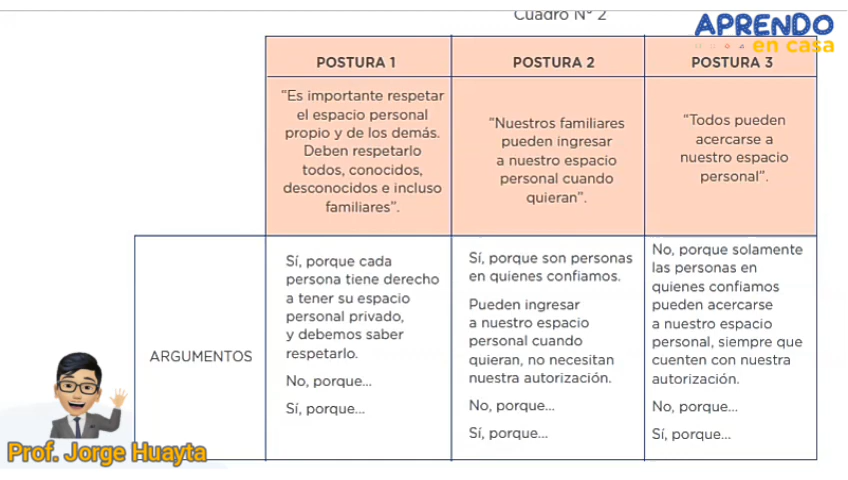 Cuadro N° 2
APRENDO
en casa
POSTURA 1
POSTURA 2
POSTURA 3
"Es importante respetar
el espacio personal
propio y de los demás.
Deben respetarlo
todos, conocidos,
desconocidos e incluso
familiares".
"Nuestros familiares
pueden ingresar
a nuestro espacio
personal cuando
quieran".
"Todos pueden
acercarse a
nuestro espacio
personal".
ARGUMENTOS
Sí, porque cada
persona tiene derecho
a tener su espacio
personal privado,
y debemos saber
respetarlo.
No, porque...
Sí, porque...
Sí, porque son personas
en quienes confiamos.
Pueden ingresar
a nuestro espacio
personal cuando
quieran, no necesitan
nuestra autorización.
No, porque...
Sí, porque...
No, porque solamente
las personas en
quienes confiamos
pueden acercarse
a nuestro espacio
personal, siempre que
cuenten con nuestra
autorización.
No, porque...
Sí, porque...
Prof. Jorge Huayta